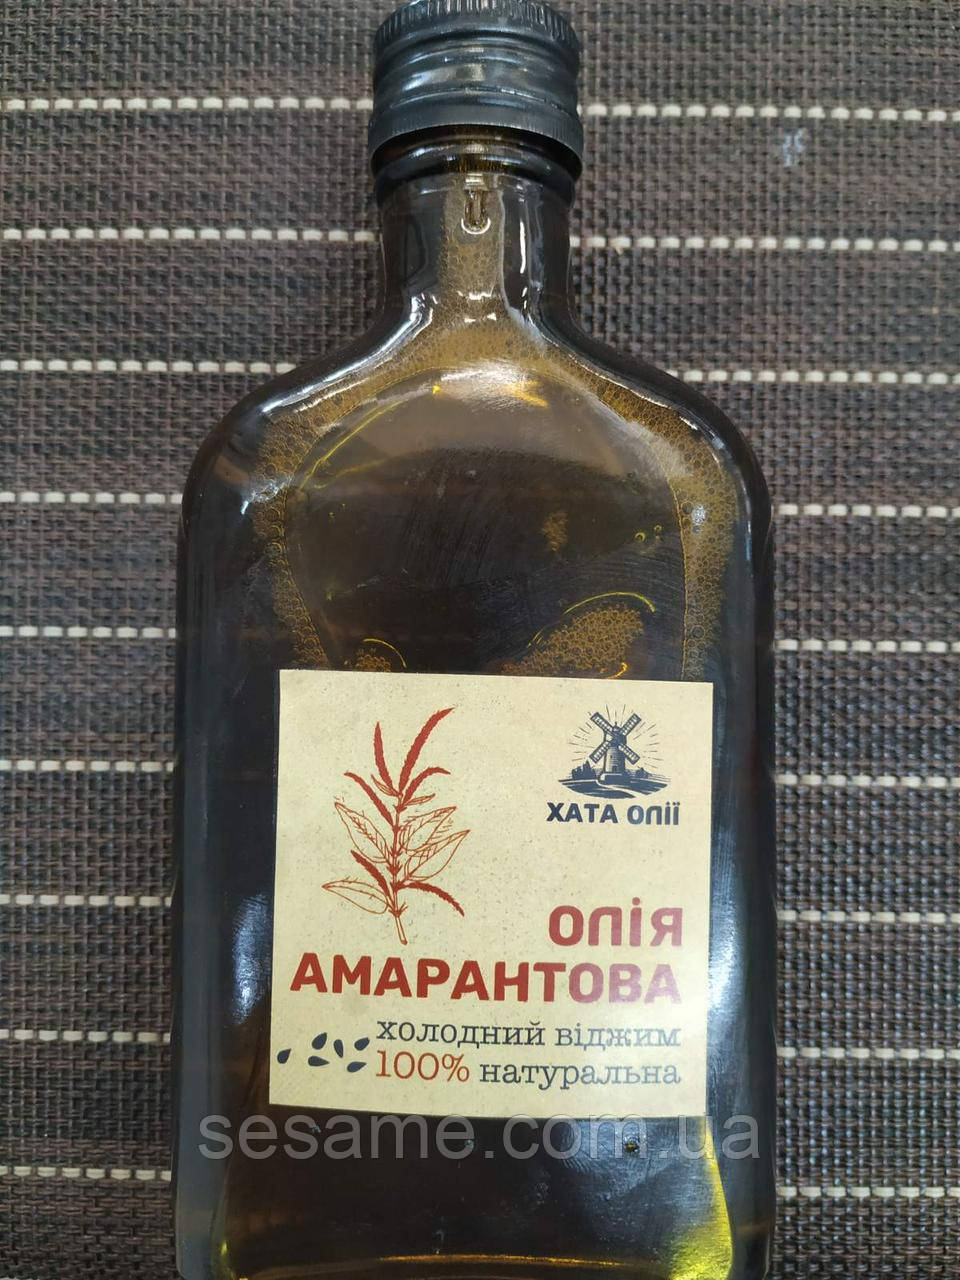 ХАТА ОЛІЇ
ОЛІЯ
АМАРАНТОВА
холодний віджим
100% натуральна
sesame.com.ua